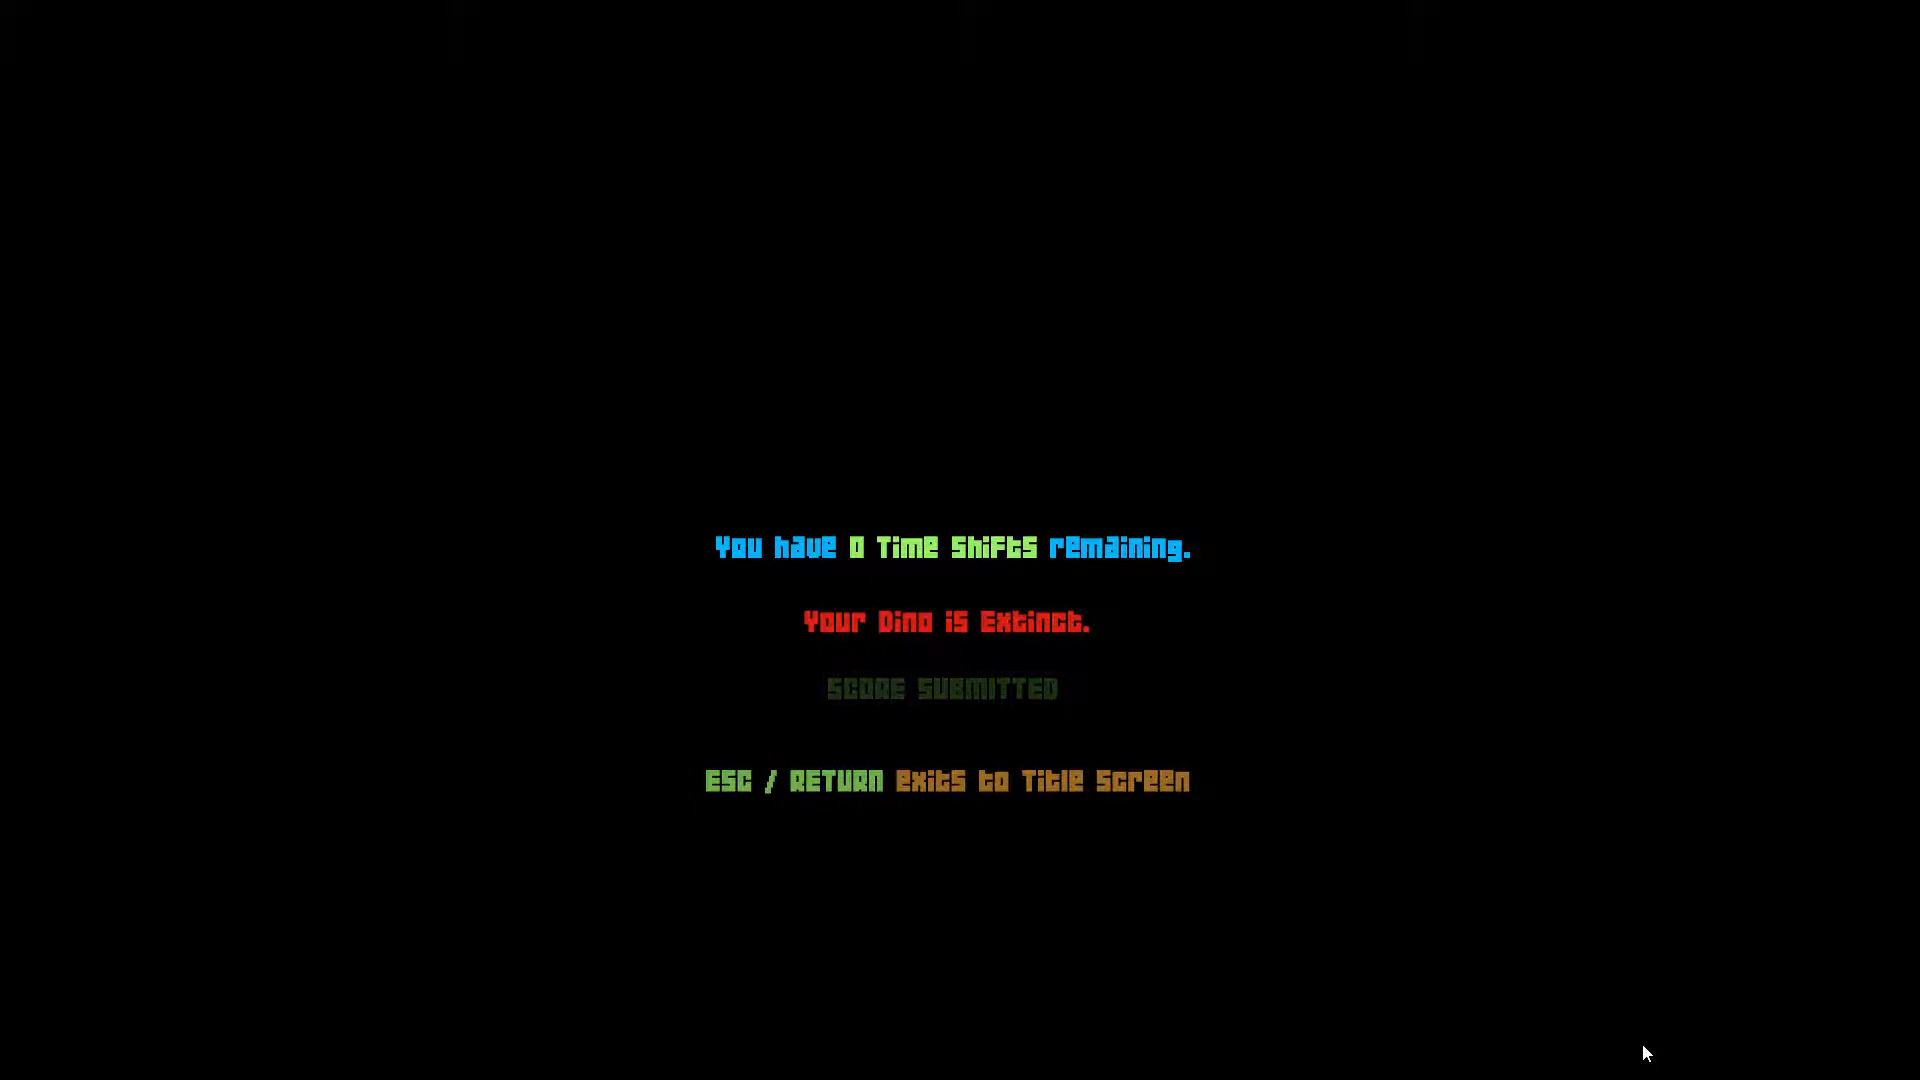 You have 0 Time Shifts remaining.
Your Dino is Extinct.
SCORE SUBMITTED
ESC / RETURN exits to Title Screen